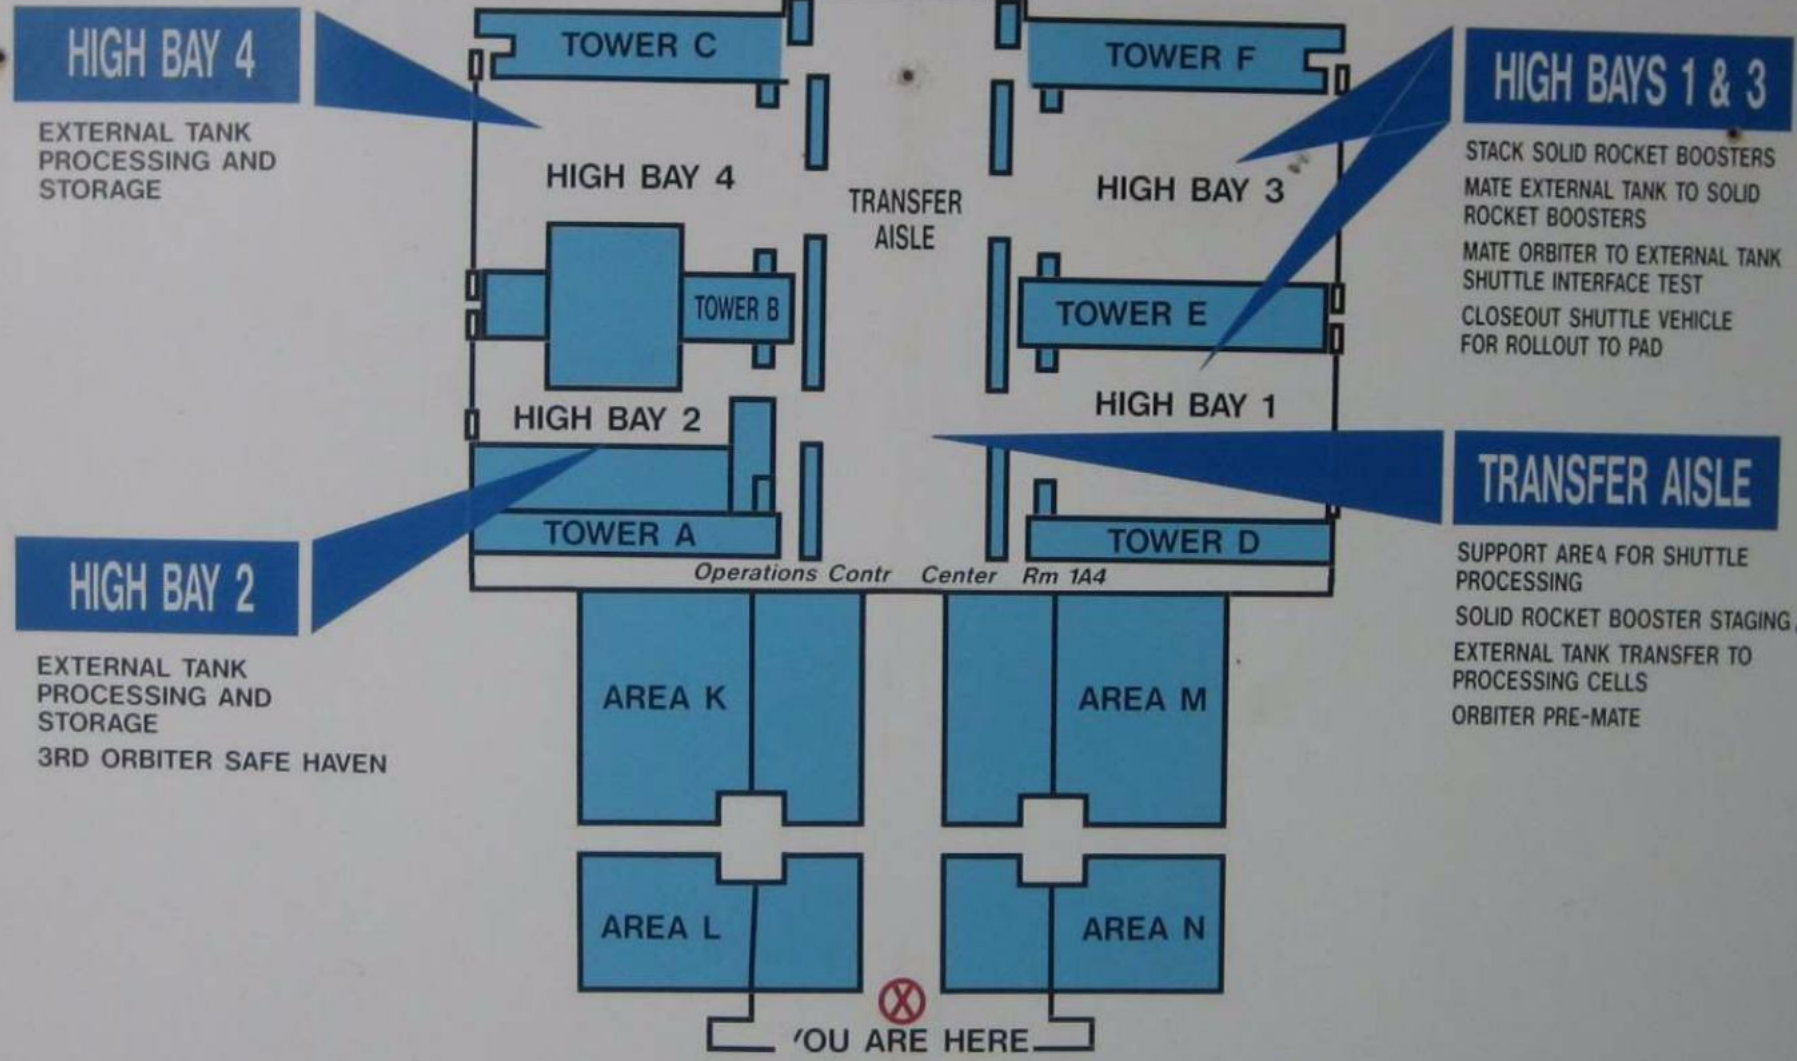 HIGH BAY 4
EXTERNAL TANK
PROCESSING AND
STORAGE
HIGH BAY 2
EXTERNAL TANK
PROCESSING AND
STORAGE
3RD ORBITER SAFE HAVEN
TOWER C
TOWER F
HIGH BAY 4
TRANSFER
AISLE
HIGH BAY 3
TOWER B
TOWER E
HIGH BAY 2
HIGH BAY 1
TOWER A
TOWER D
Operations Contr Center Rm 1A4
AREA K
AREA M
AREA L
AREA N
X
'OU ARE HERE
HIGH BAYS 1 & 3
STACK SOLID ROCKET BOOSTERS
MATE EXTERNAL TANK TO SOLID
ROCKET BOOSTERS
MATE ORBITER TO EXTERNAL TANK
SHUTTLE INTERFACE TEST
CLOSEOUT SHUTTLE VEHICLE
FOR ROLLOUT TO PAD
TRANSFER AISLE
SUPPORT AREA FOR SHUTTLE
PROCESSING
SOLID ROCKET BOOSTER STAGING
EXTERNAL TANK TRANSFER TO
PROCESSING CELLS
ORBITER PRE-MATE